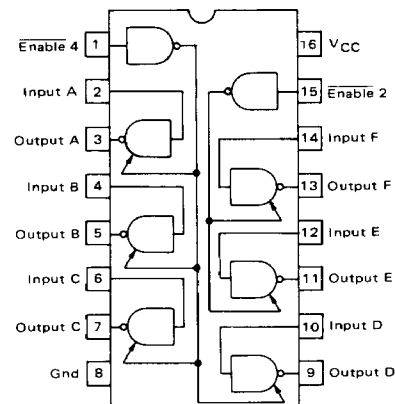 Enable 4 1
Input A 2
Output A 3
Input B 4
Output B 5
Input C 6
Output C 7
Gnd 8
16 VCC
15 Enable 2
14 Input F
13 Output F
12 Input E
11 Output E
10 Input D
9 Output D